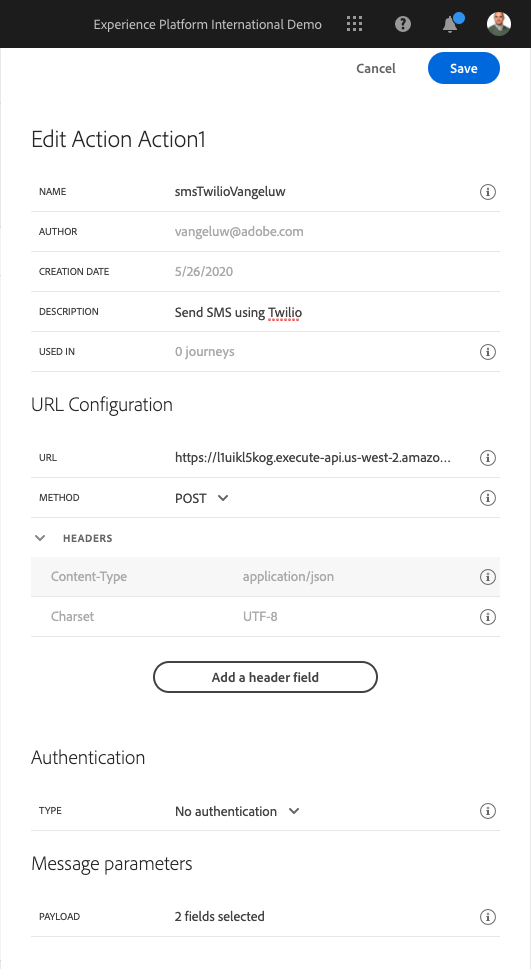 Experience Platform International Demo
Cancel
Save
Edit Action Action1
NAME smsTwilioVangeluw
AUTHOR vangeluw@adobe.com
CREATION DATE 5/26/2020
DESCRIPTION Send SMS using Twilio
USED IN 0 journeys
URL Configuration
URL https://l1uikl5kog.execute-api.us-west-2.amazo...
METHOD POST
HEADERS
Content-Type application/json
Charset UTF-8
Add a header field
Authentication
TYPE No authentication
Message parameters
PAYLOAD 2 fields selected